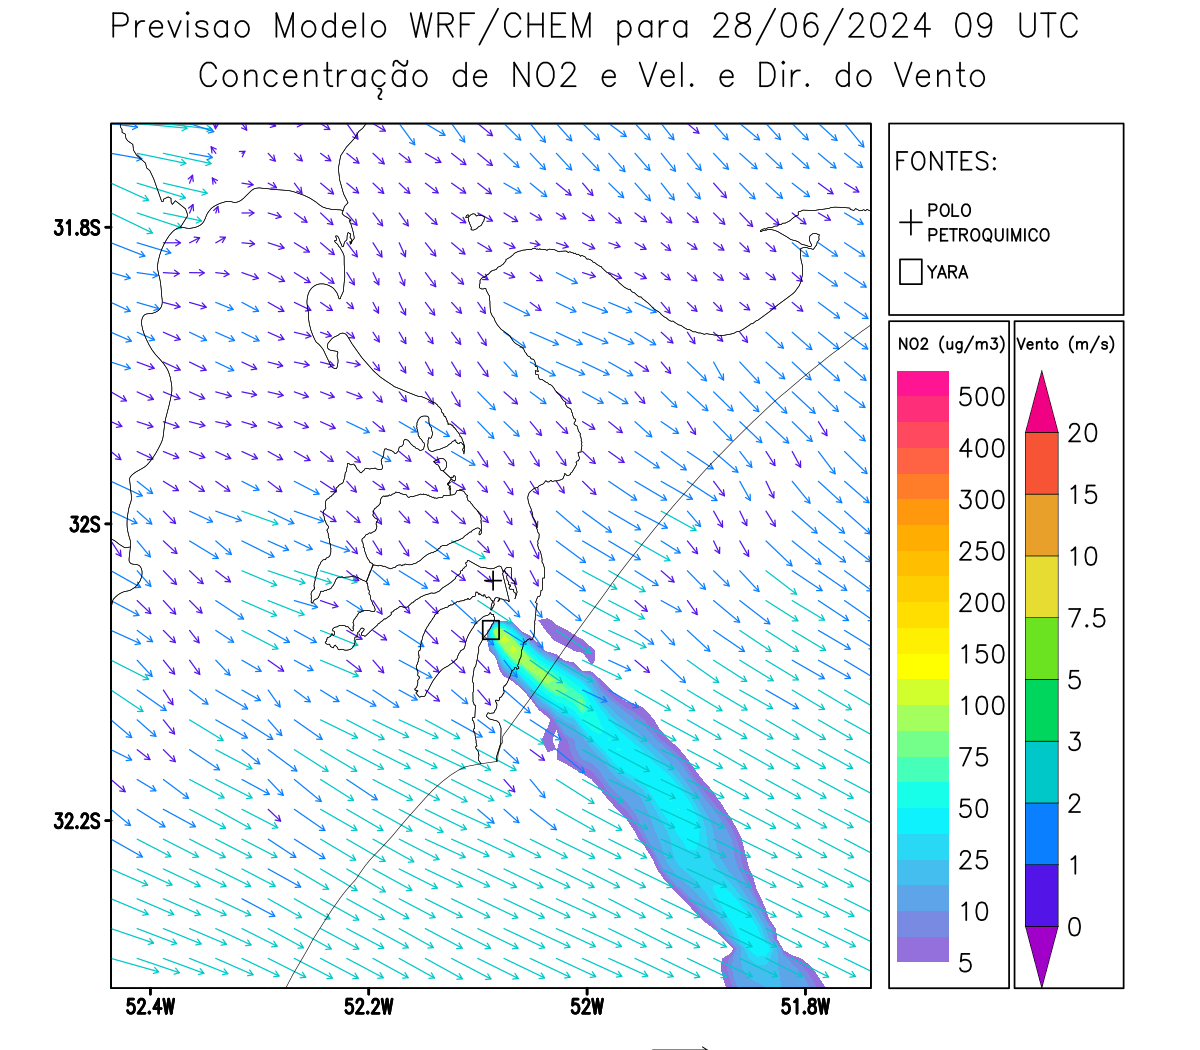 Previsao Modelo WRF/CHEM para 28/06/2024 09 UTC
Concentração de NO2 e Vel. e Dir. do Vento
FONTES:
POLO
PETROQUIMICO
YARA
NO2 (ug/m3)
500
400
300
250
200
150
100
75
50
25
10
5
Vento (m/s)
20
15
10
7.5
5
3
2
1
0
31.8S
32S
32.2S
52.4W
52.2W
52W
51.8W